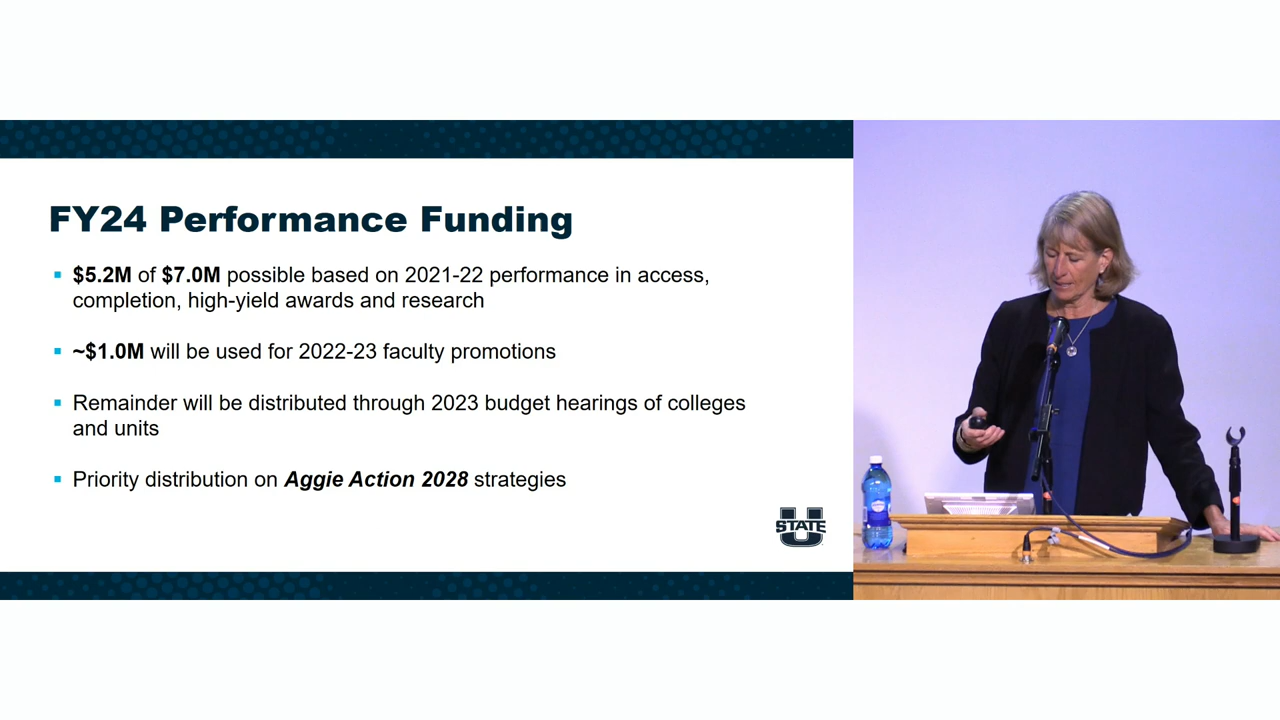 FY24 Performance Funding
$5.2M of $7.0M possible based on 2021-22 performance in access,
completion, high-yield awards and research
~$1.0M will be used for 2022-23 faculty promotions
Remainder will be distributed through 2023 budget hearings of colleges
and units
Priority distribution on Aggie Action 2028 strategies
STATE